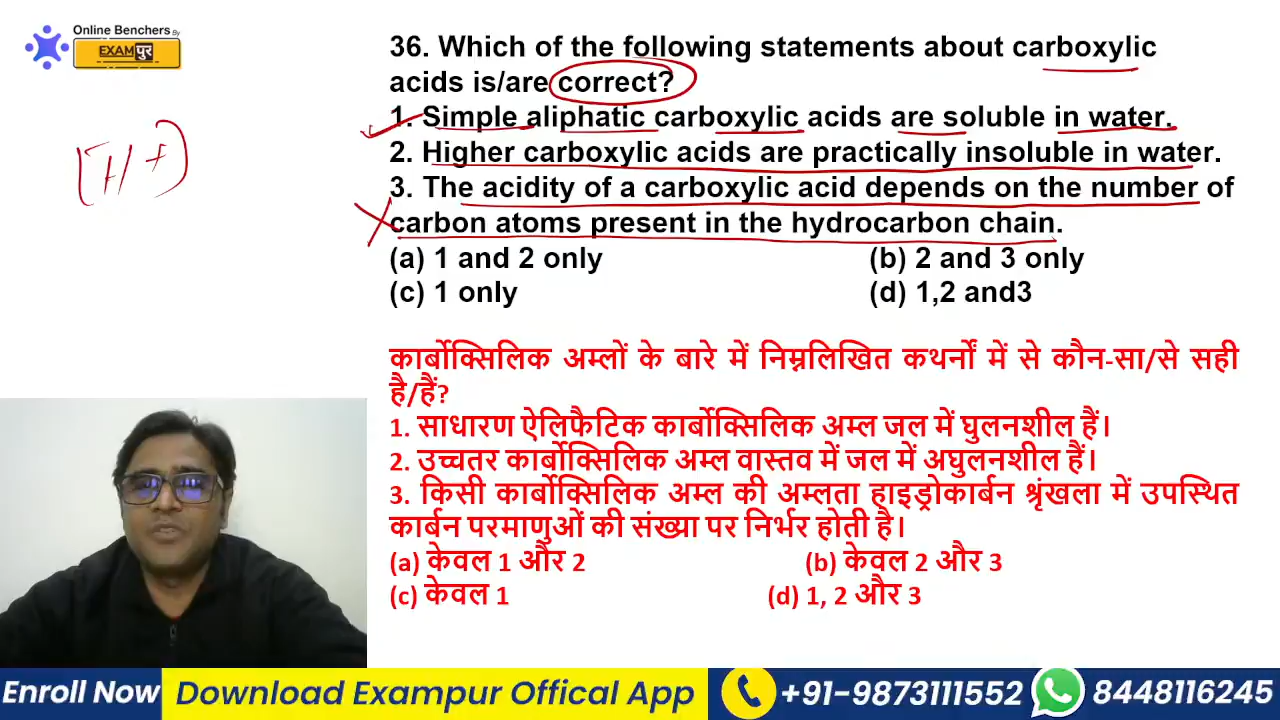 Online Benchers By
EXAMপুर
36. Which of the following statements about carboxylic
acids is/are correct?
1. Simple aliphatic carboxylic acids are soluble in water.
2. Higher carboxylic acids are practically insoluble in water.
3. The acidity of a carboxylic acid depends on the number of
carbon atoms present in the hydrocarbon chain.
(a) 1 and 2 only (b) 2 and 3 only
(c) 1 only (d) 1,2 and3
[H+]
कार्बोक्सिलिक अम्लों के बारे में निम्नलिखित कथनों में से कौन-सा/से सही
है/हैं?
1. साधारण ऐलिफैटिक कार्बोक्सिलिक अम्ल जल में घुलनशील हैं।
2. उच्चतर कार्बोक्सिलिक अम्ल वास्तव में जल में अघुलनशील हैं।
3. किसी कार्बोक्सिलिक अम्ल की अम्लता हाइड्रोकार्बन श्रृंखला में उपस्थित
कार्बन परमाणुओं की संख्या पर निर्भर होती है।
(a) केवल 1 और 2 (b) केवल 2 और 3
(c) केवल 1 (d) 1, 2 और 3
Enroll Now Download Exampur Offical App +91-9873111552 8448116245